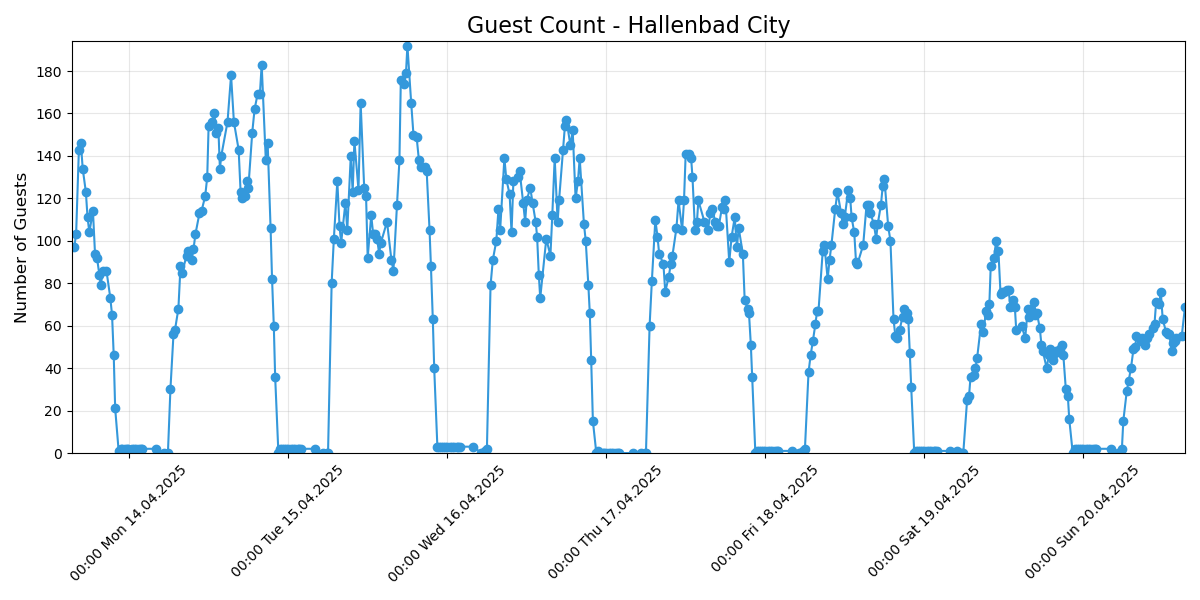 Guest Count - Hallenbad City
Number of Guests
180
160
140
120
100
80
60
40
20
0
00:00 Mon 14.04.2025
00:00 Tue 15.04.2025
00:00 Wed 16.04.2025
00:00 Thu 17.04.2025
00:00 Fri 18.04.2025
00:00 Sat 19.04.2025
00:00 Sun 20.04.2025